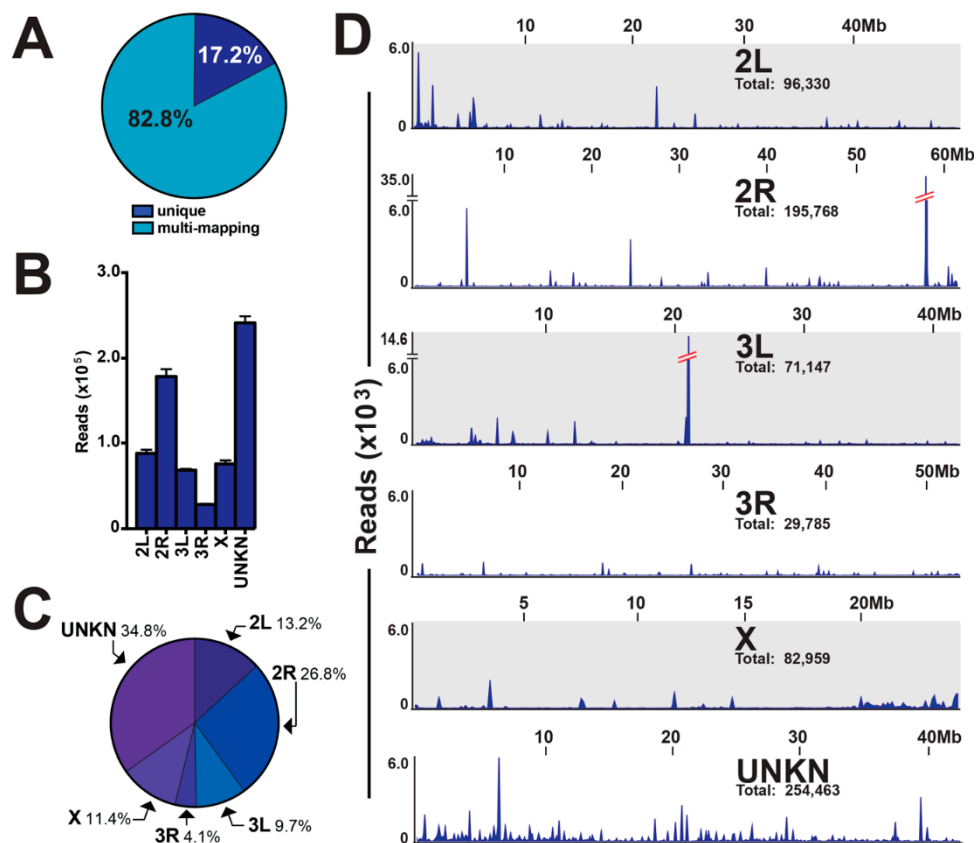 A
17.2%
82.8%
unique
multi-mapping
B
Reads (x10⁵)
3.0
2.0
1.0
0
2L
2R
3L
3R
X
UNKN
C
UNKN 34.8%
2L 13.2%
2R 26.8%
3L 9.7%
3R 4.1%
X 11.4%
D
Reads (x10³)
10 20 30 40Mb
6.0
0
2L
Total: 96,330
10 20 30 40 50 60Mb
35.0
6.0
0
2R
Total: 195,768
10 20 30 40Mb
14.6
6.0
0
3L
Total: 71,147
10 20 30 40 50Mb
6.0
0
3R
Total: 29,785
5 10 15 20Mb
6.0
0
X
Total: 82,959
10 20 30 40Mb
6.0
0
UNKN
Total: 254,463